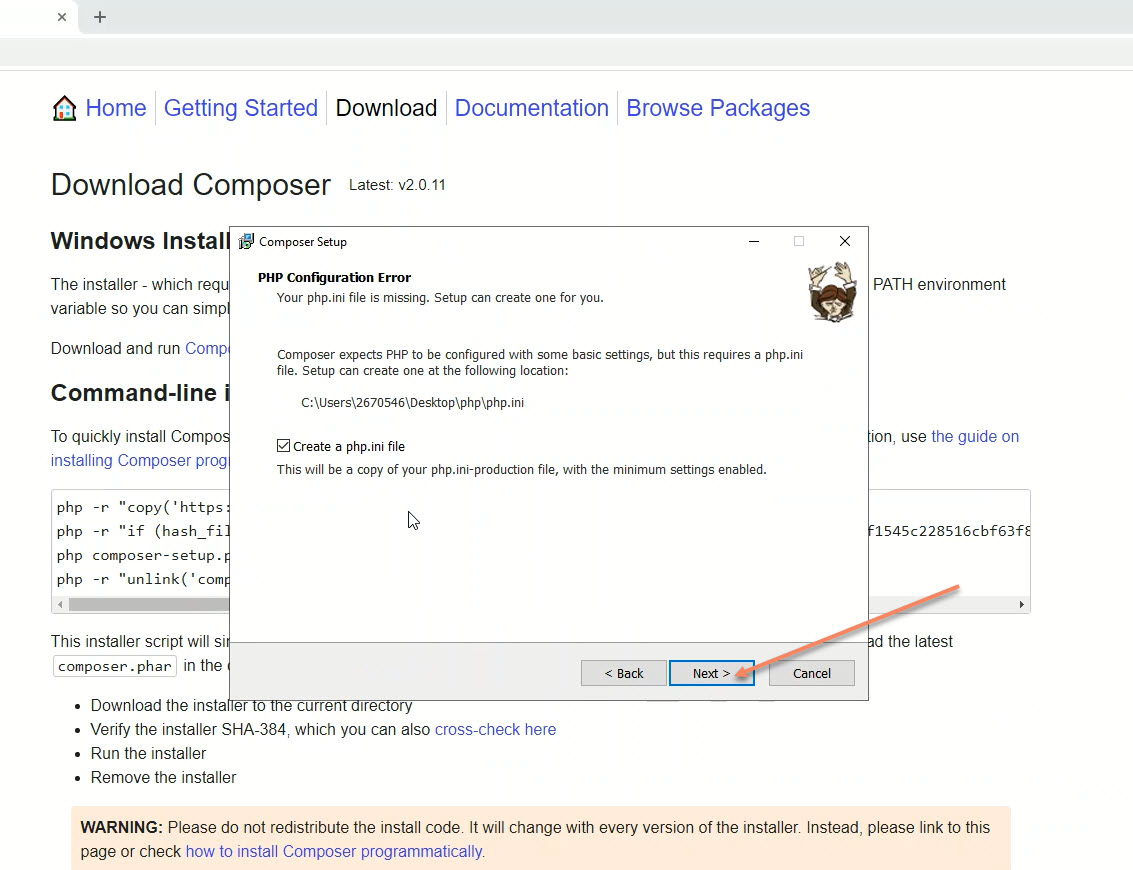 Home Getting Started Download Documentation Browse Packages
Download Composer Latest: v2.0.11
Windows Install
Composer Setup
PHP Configuration Error
Your php.ini file is missing. Setup can create one for you.
The installer - which requ
PATH environment
variable so you can simpl
Download and run Compo
Composer expects PHP to be configured with some basic settings, but this requires a php.ini
file. Setup can create one at the following location:
C:\Users\2670546\Desktop\php\php.ini
Create a php.ini file
This will be a copy of your php.ini-production file, with the minimum settings enabled.
< Back Next > Cancel
Command-line i
To quickly install Compos
tion, use the guide on
installing Composer prog
php -r "copy('https:
php -r "if (hash_fil
f1545c228516cbf63f8
php composer-setup.p
php -r "unlink('comp
This installer script will sin
ad the latest
composer.phar in the
Download the installer to the current directory
Verify the installer SHA-384, which you can also cross-check here
Run the installer
Remove the installer
WARNING: Please do not redistribute the install code. It will change with every version of the installer. Instead, please link to this
page or check how to install Composer programmatically.